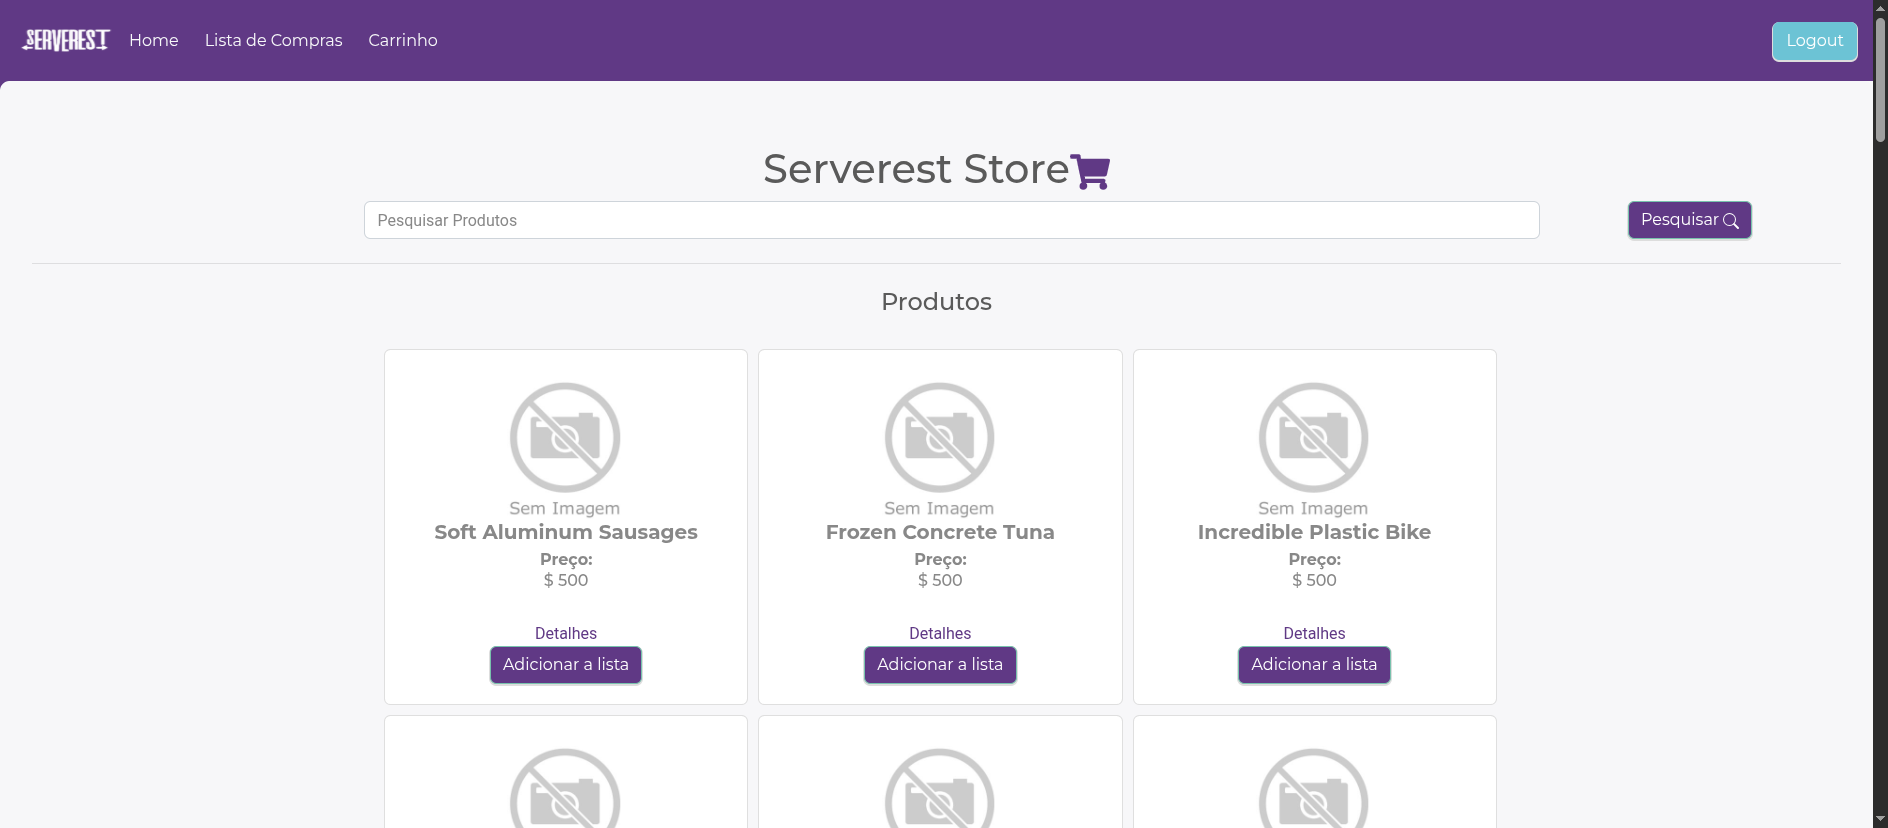 SERVEREST Home Lista de Compras Carrinho Logout
Serverest Store
Pesquisar Produtos Pesquisar
Produtos
Sem Imagem Sem Imagem Sem Imagem
Soft Aluminum Sausages Frozen Concrete Tuna Incredible Plastic Bike
Preço: Preço: Preço:
$ 500 $ 500 $ 500
Detalhes Detalhes Detalhes
Adicionar a lista Adicionar a lista Adicionar a lista